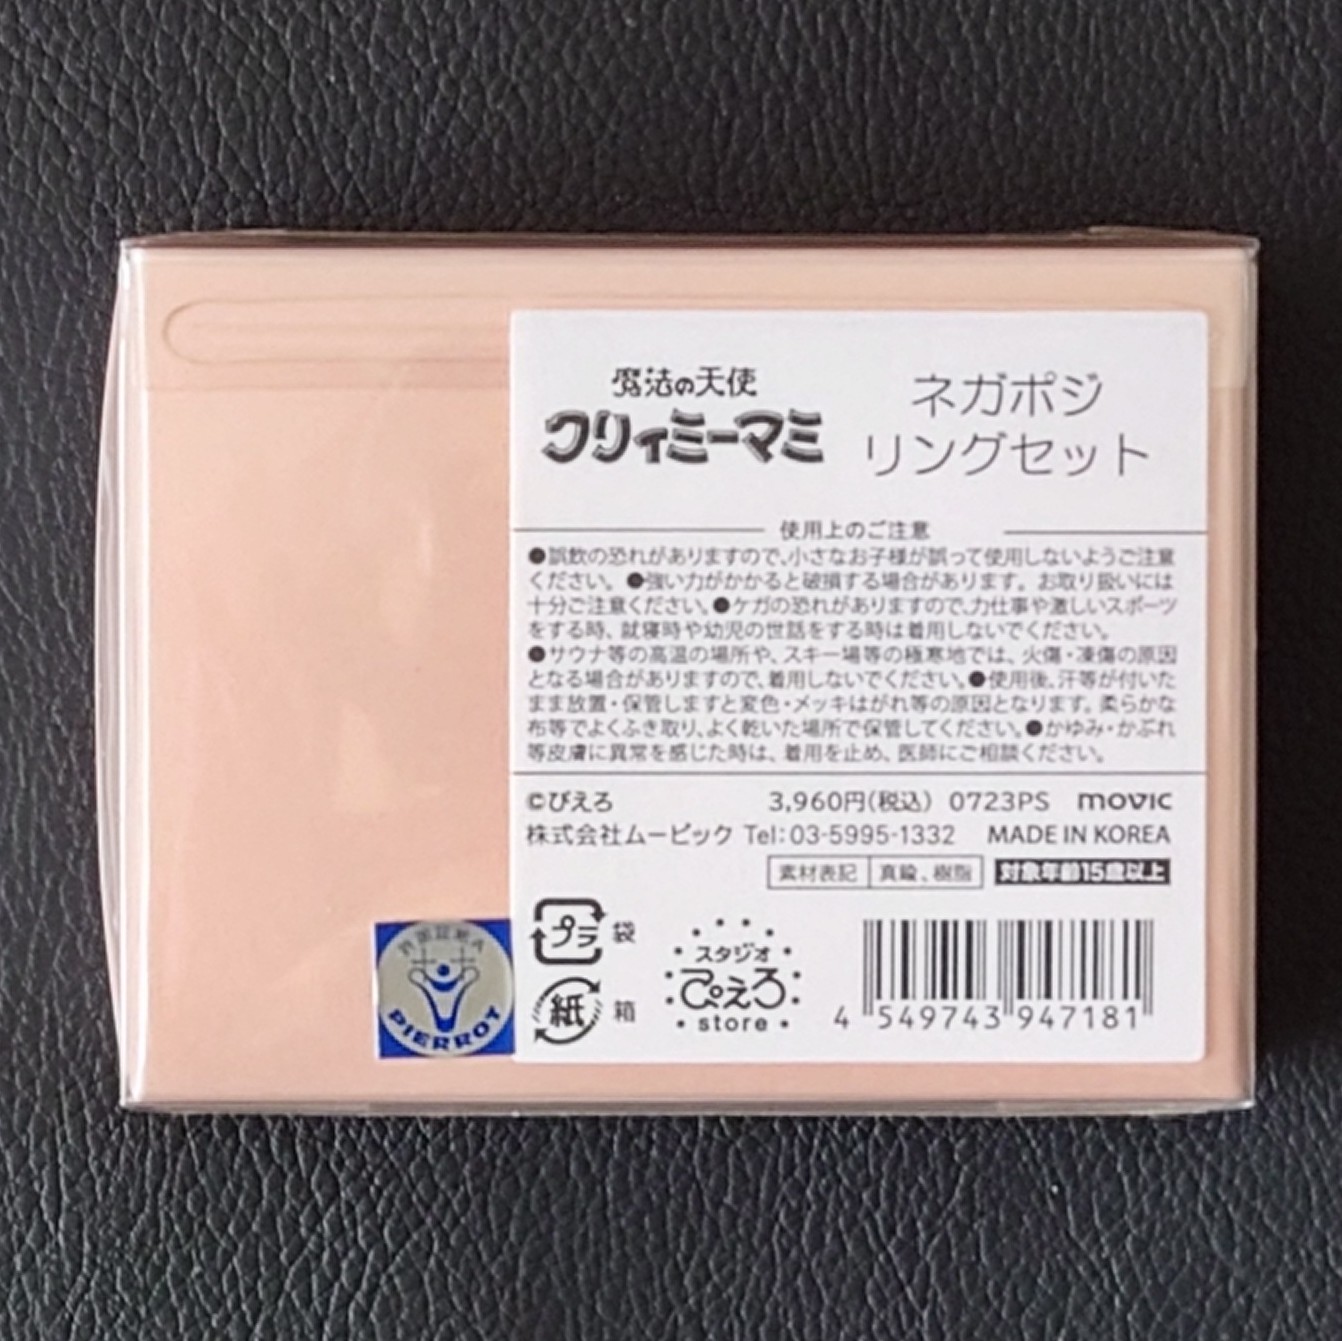 魔法の天使
クリィミーマミ
ネガポジ
リングセット
使用上のご注意
●誤飲の恐れがありますので、小さなお子様が誤って使用しないようご注意
ください。●強い力がかかると破損する場合があります。お取り扱いには
十分ご注意ください。●ケガの恐れがありますので、力仕事や激しいスポーツ
をする時、就寝時や幼児の世話をする時は着用しないでください。
●サウナ等の高温の場所や、スキー場等の極寒地では、火傷・凍傷の原因
となる場合がありますので、着用しないでください。●使用後、汗等が付いた
まま放置・保管しますと変色・メッキはがれ等の原因となります。柔らかな
布等でよくふき取り、よく乾いた場所で保管してください。●かゆみ・かぶれ
等皮膚に異常を感じた時は、着用を止め、医師にご相談ください。
©ぴえろ 3,960円(税込) 0723PS movic
株式会社ムービック Tel:03-5995-1332 MADE IN KOREA
素材表記 真鍮、樹脂 対象年齢15歳以上
プラ 袋
紙 箱
スタジオ
ぴえろ
store
4 549743 947181
PIERROT